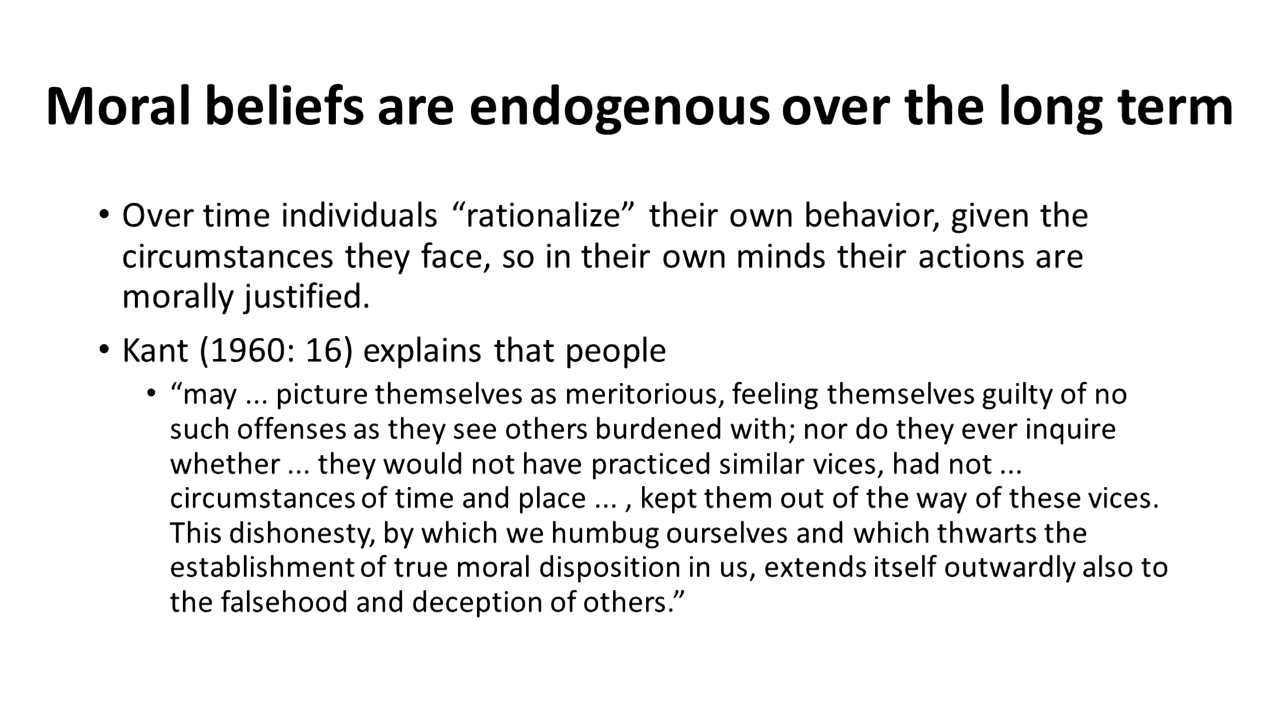 Moral beliefs are endogenous over the long term
• Over time individuals “rationalize” their own behavior, given the
circumstances they face, so in their own minds their actions are
morally justified.
• Kant (1960: 16) explains that people
• “may ... picture themselves as meritorious, feeling themselves guilty of no
such offenses as they see others burdened with; nor do they ever inquire
whether ... they would not have practiced similar vices, had not ...
circumstances of time and place ... , kept them out of the way of these vices.
This dishonesty, by which we humbug ourselves and which thwarts the
establishment of true moral disposition in us, extends itself outwardly also to
the falsehood and deception of others.”